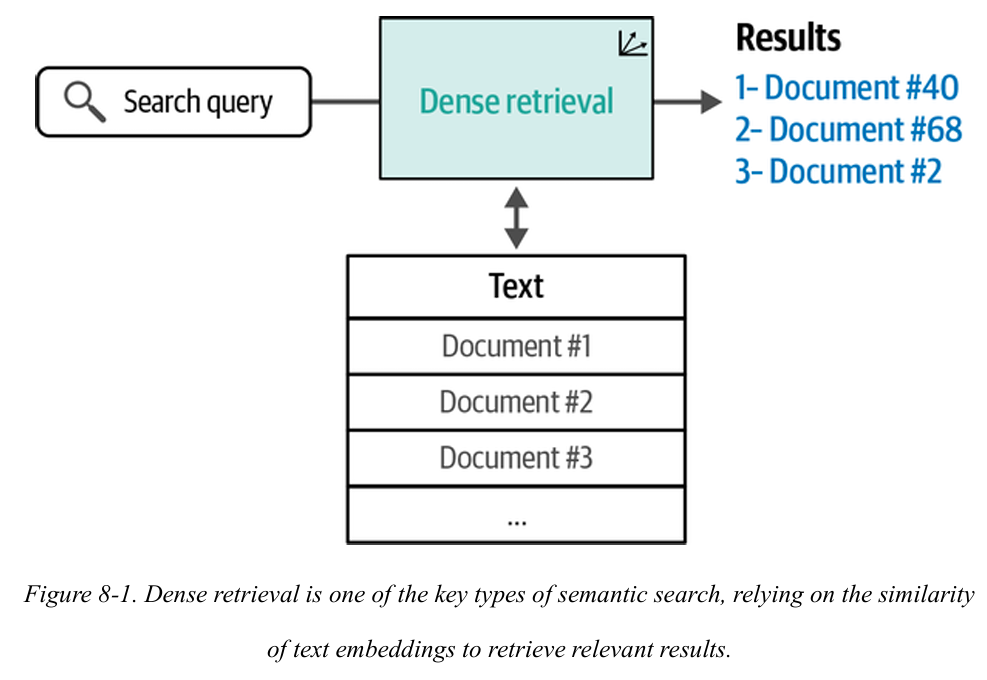 Search query
Dense retrieval
Results
1- Document #40
2- Document #68
3- Document #2
Text
Document #1
Document #2
Document #3
...
Figure 8-1. Dense retrieval is one of the key types of semantic search, relying on the similarity
of text embeddings to retrieve relevant results.